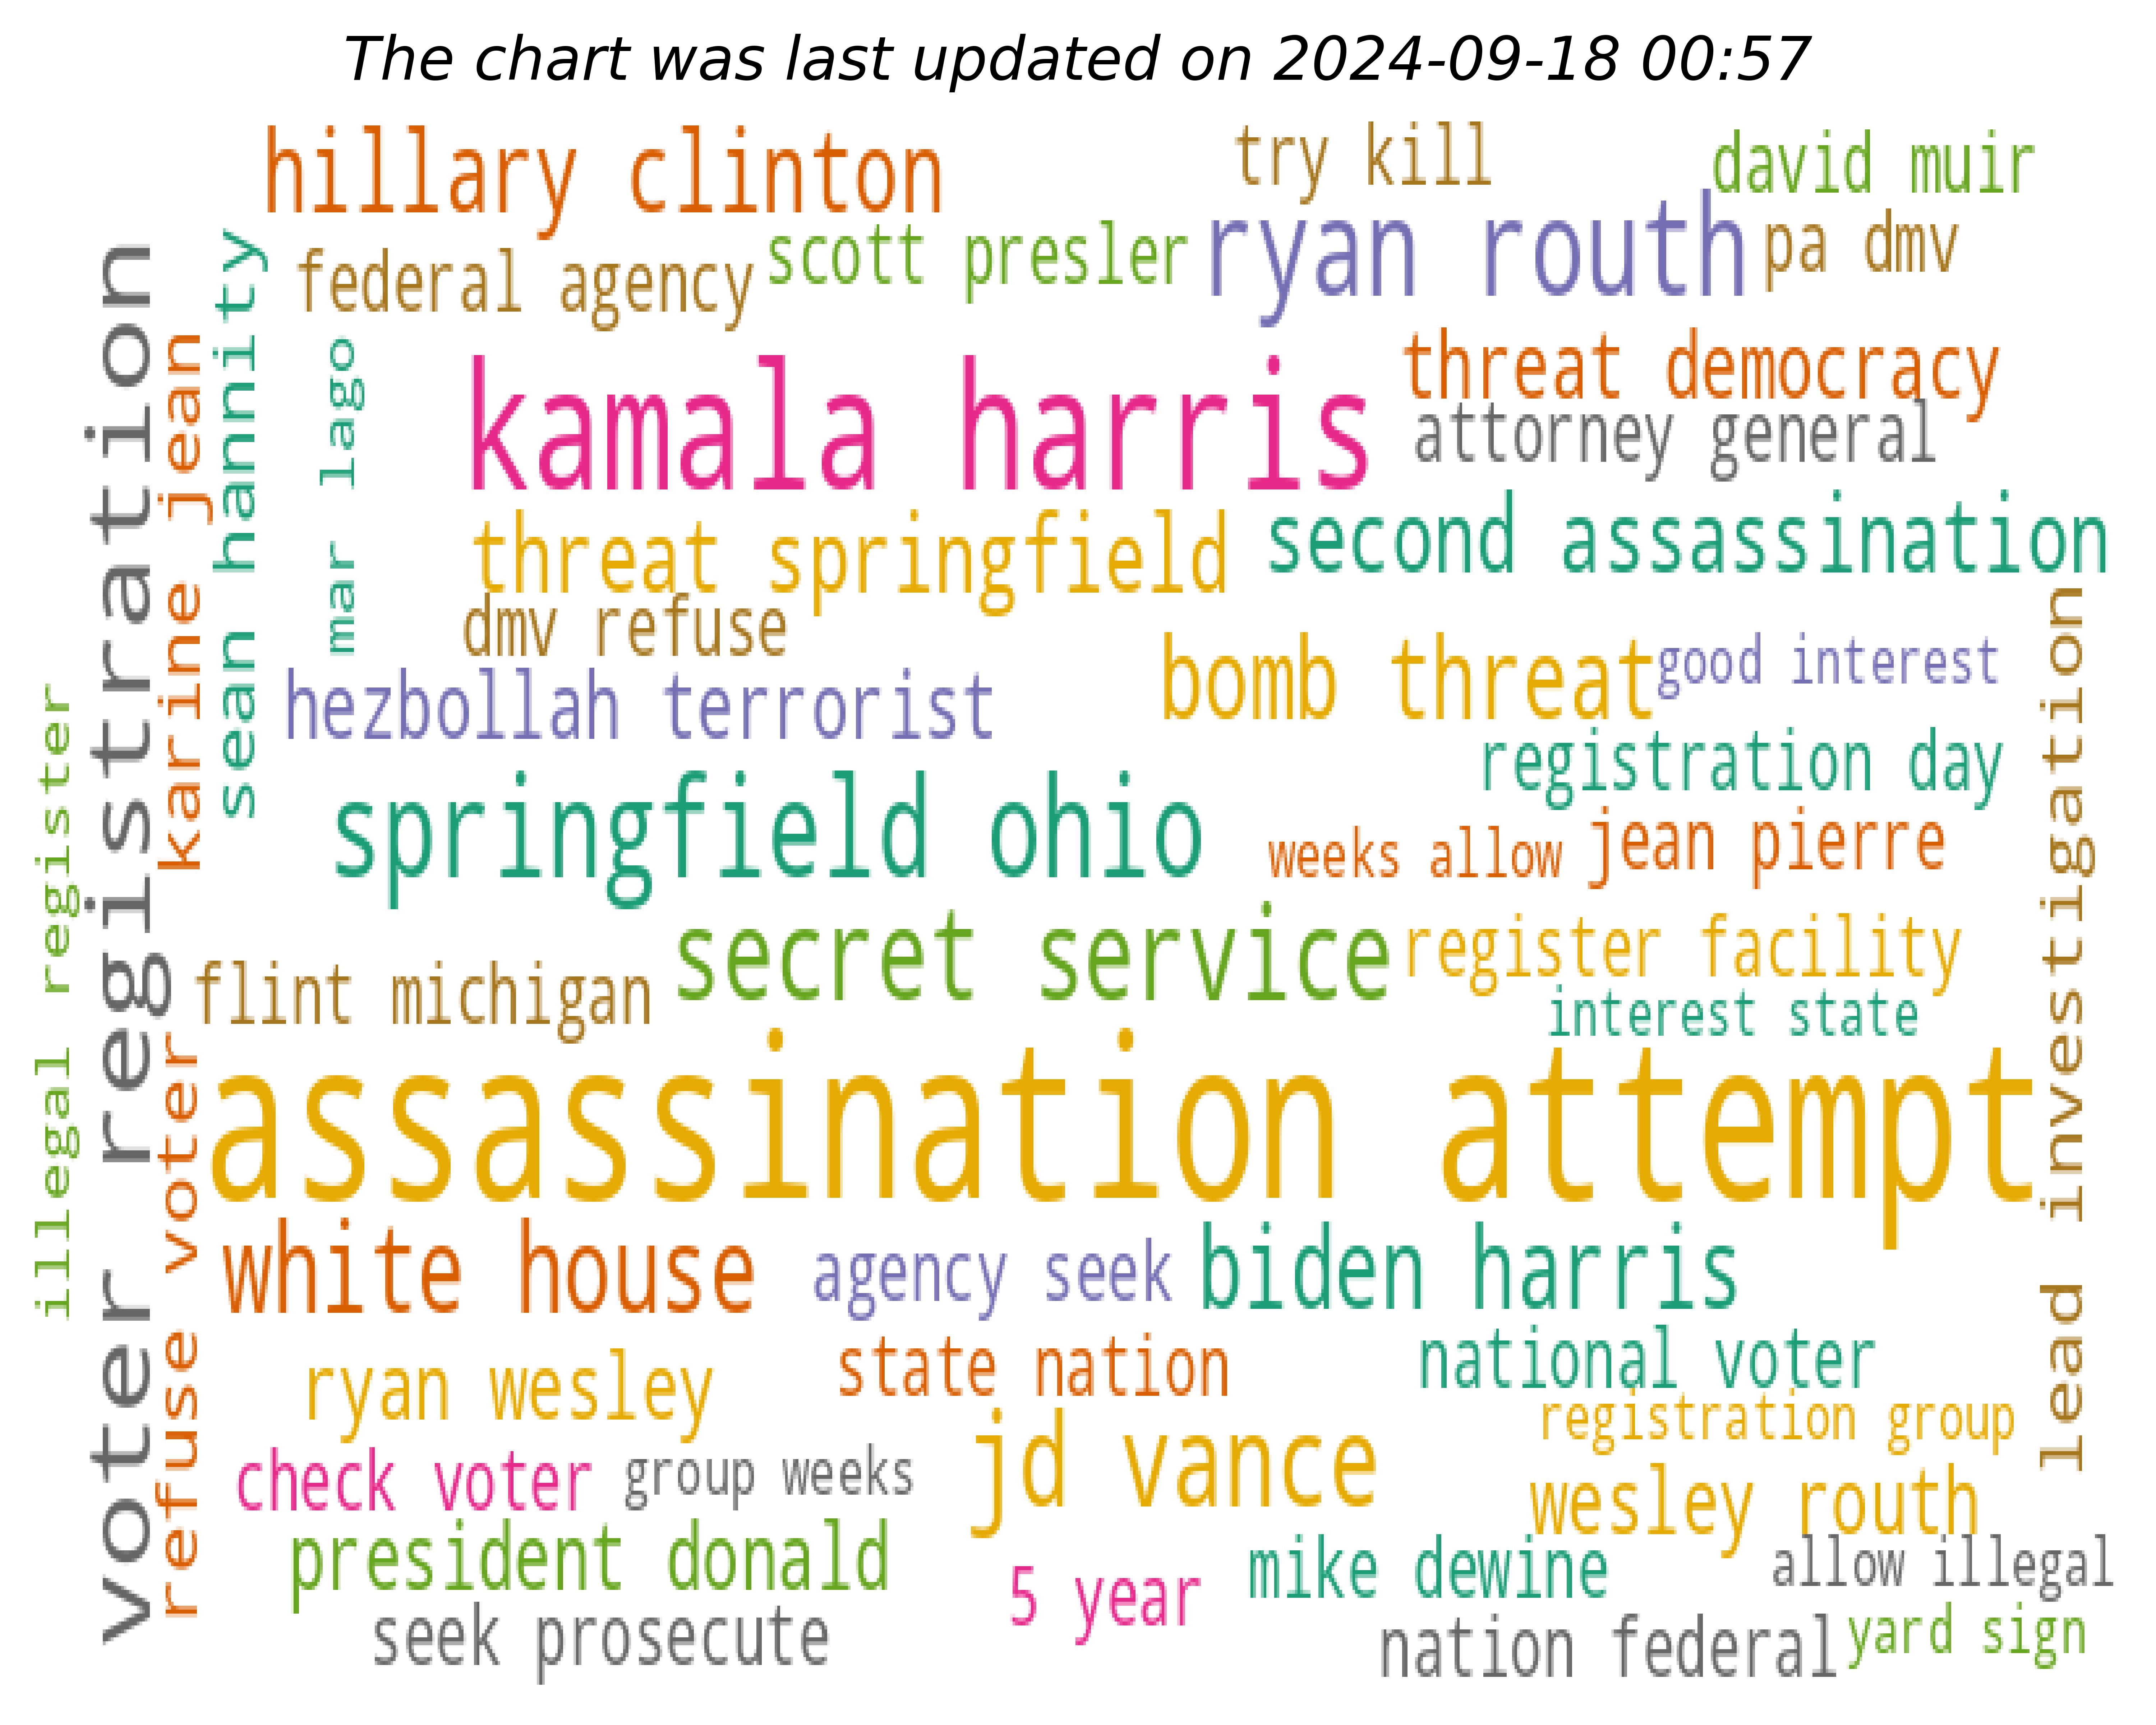 The chart was last updated on 2024-09-18 00:57
hillary clinton
try kill
david muir
scott presler
ryan routh
pa dmv
federal agency
voter registration
karine jean
sean hannity
mar lago
kamala harris
threat democracy
attorney general
threat springfield
second assassination
dmv refuse
bomb threat
good interest
hezbollah terrorist
registration day
illegal register
lead investigation
springfield ohio
weeks allow
jean pierre
secret service
register facility
flint michigan
interest state
refuse voter
assassination attempt
white house
agency seek
biden harris
ryan wesley
state nation
national voter
registration group
check voter
group weeks
jd vance
wesley routh
president donald
5 year
mike dewine
allow illegal
seek prosecute
nation federal
yard sign